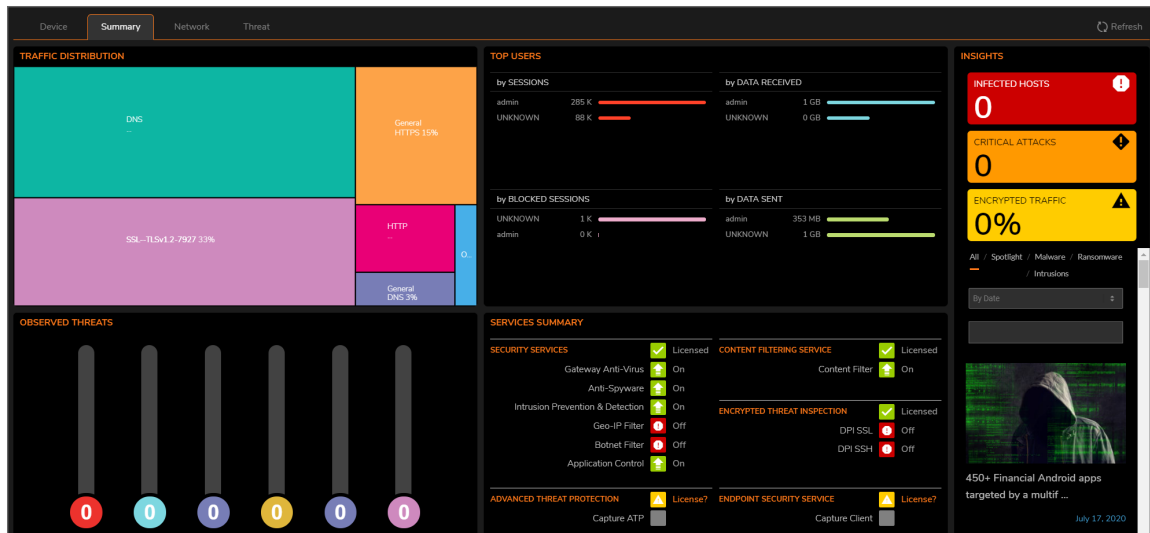 Device
Summary
Network
Threat
Refresh
TRAFFIC DISTRIBUTION
DNS
--
General
HTTPS 15%
SSL--TLSv1.2-7927 33%
HTTP
--
O...
General
DNS 3%
TOP USERS
by SESSIONS
admin 285 K
UNKNOWN 88 K
by DATA RECEIVED
admin 1 GB
UNKNOWN 0 GB
by BLOCKED SESSIONS
UNKNOWN 1 K
admin 0 K
by DATA SENT
admin 353 MB
UNKNOWN 1 GB
INSIGHTS
INFECTED HOSTS
0
CRITICAL ATTACKS
0
ENCRYPTED TRAFFIC
0%
All / Spotlight / Malware / Ransomware
/ Intrusions
By Date
450+ Financial Android apps
targeted by a multif ...
July 17, 2020
OBSERVED THREATS
0 0 0 0 0 0
SERVICES SUMMARY
SECURITY SERVICES Licensed
Gateway Anti-Virus On
Anti-Spyware On
Intrusion Prevention & Detection On
Geo-IP Filter Off
Botnet Filter Off
Application Control On
CONTENT FILTERING SERVICE Licensed
Content Filter On
ENCRYPTED THREAT INSPECTION Licensed
DPI SSL Off
DPI SSH Off
ADVANCED THREAT PROTECTION License?
Capture ATP
ENDPOINT SECURITY SERVICE License?
Capture Client